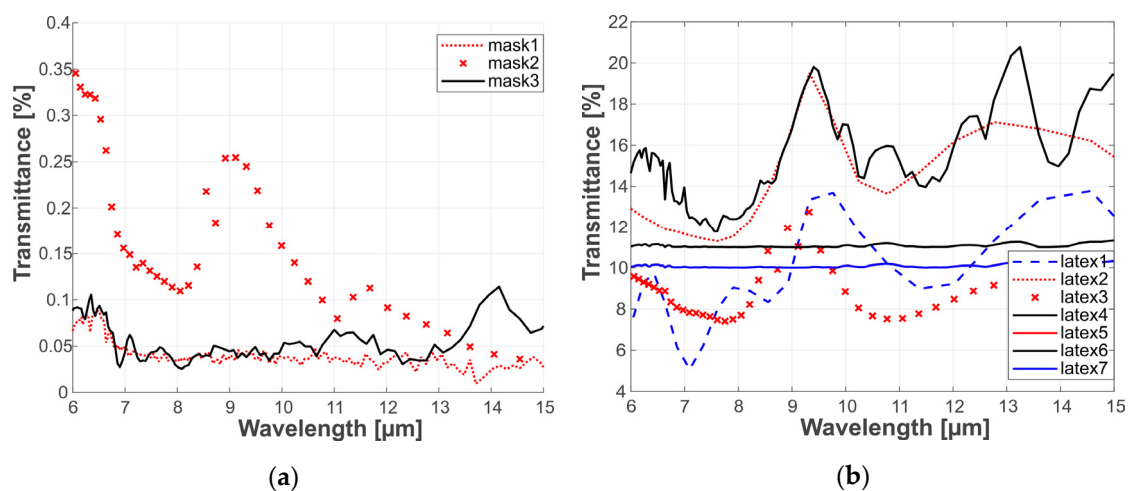 0.4
0.35
0.3
0.25
0.2
0.15
0.1
0.05
0
Transmittance [%]
mask1
mask2
mask3
6 7 8 9 10 11 12 13 14 15
Wavelength [µm]
(a)
22
20
18
16
14
12
10
8
6
4
Transmittance [%]
latex1
latex2
latex3
latex4
latex5
latex6
latex7
6 7 8 9 10 11 12 13 14 15
Wavelength [µm]
(b)